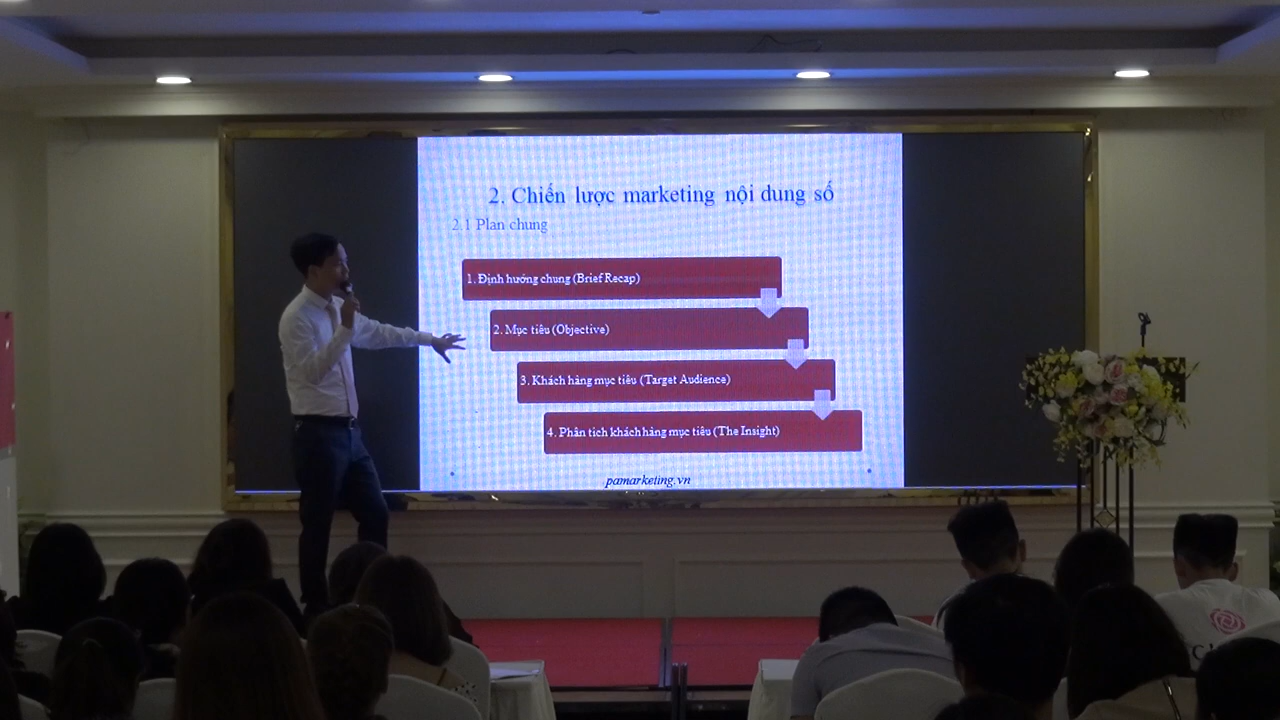 2. Chiến lược marketing nội dung số
2.1 Plan chung
1. Định hướng chung (Brief Recap)
2. Mục tiêu (Objective)
3. Khách hàng mục tiêu (Target Audience)
4. Phân tích khách hàng mục tiêu (The Insight)
pamarketing.vn